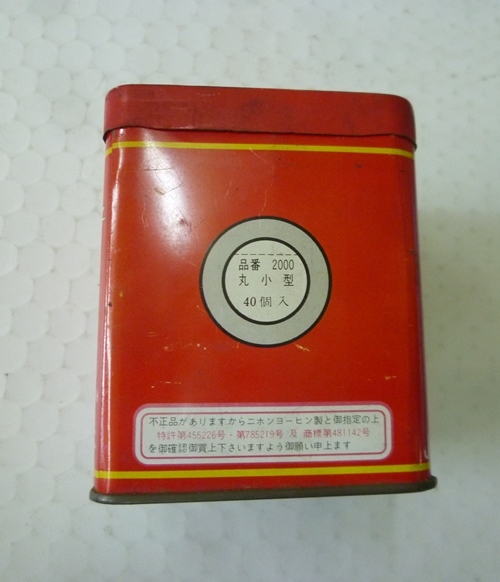 品番 2000
丸小型
40個入
不正品がありますからニホンヨーヒン製と御指定の上
特許第455226号・第785219号 及 商標第481142号
を御確認御買上下さいますよう御願い申上ます